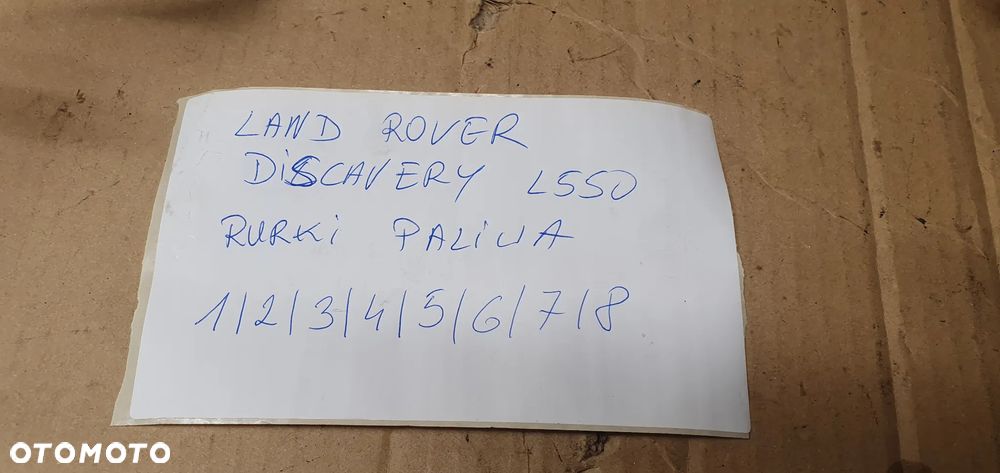 LAND ROVER
DISCAVERY L550
RURKI PALIWA
1/2/3/4/5/6/7/8
OTOMOTO